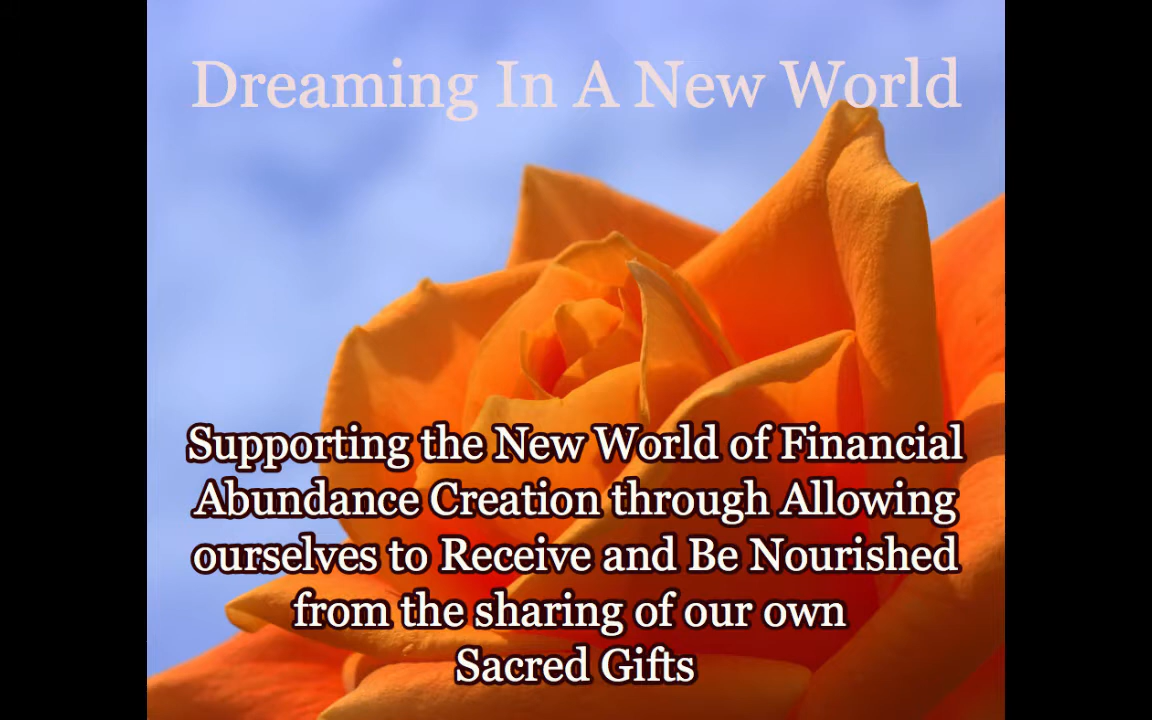 Dreaming In A New World
Supporting the New World of Financial
Abundance Creation through Allowing
ourselves to Receive and Be Nourished
from the sharing of our own
Sacred Gifts